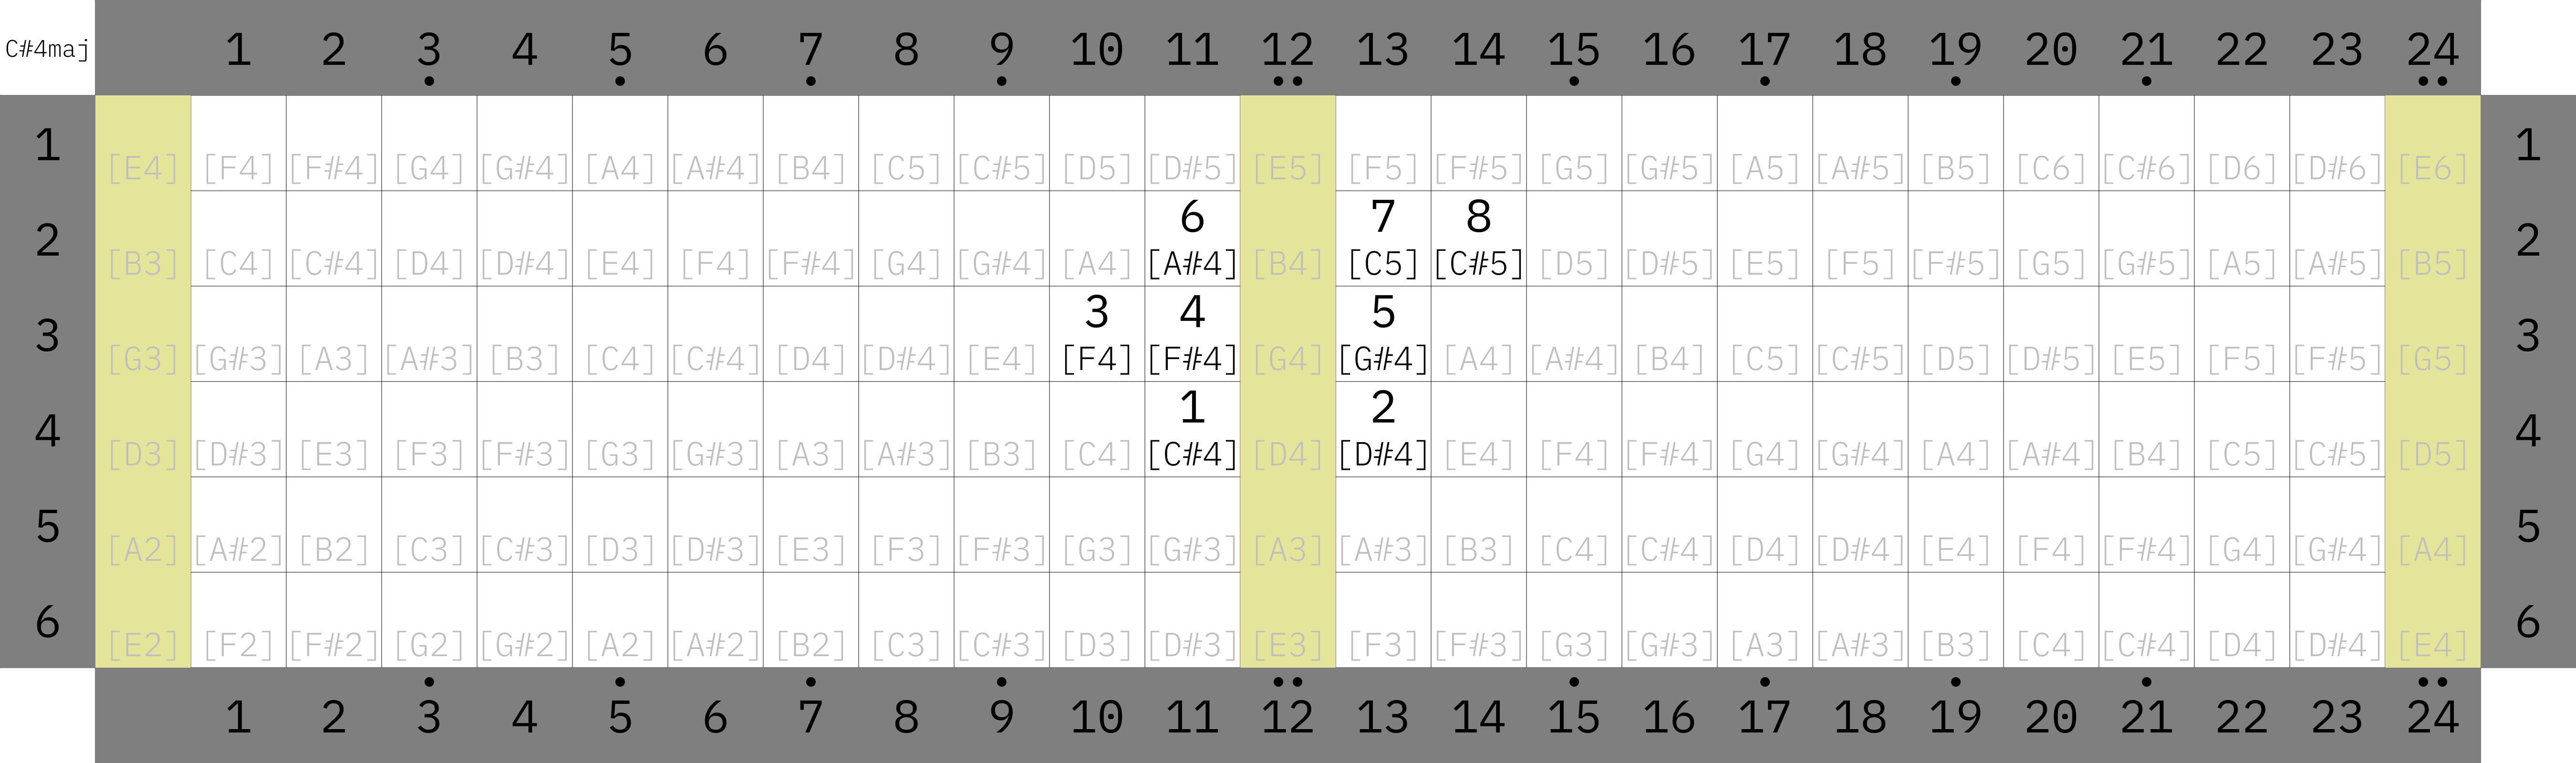 C#4maj 1 2 3 4 5 6 7 8 9 10 11 12 13 14 15 16 17 18 19 20 21 22 23 24
1 [E4] [F4] [F#4] [G4] [G#4] [A4] [A#4] [B4] [C5] [C#5] [D5] [D#5] [E5] [F5] [F#5] [G5] [G#5] [A5] [A#5] [B5] [C6] [C#6] [D6] [D#6] [E6] 1
6 7 8
2 [B3] [C4] [C#4] [D4] [D#4] [E4] [F4] [F#4] [G4] [G#4] [A4] [A#4] [B4] [C5] [C#5] [D5] [D#5] [E5] [F5] [F#5] [G5] [G#5] [A5] [A#5] [B5] 2
3 4 5
3 [G3] [G#3] [A3] [A#3] [B3] [C4] [C#4] [D4] [D#4] [E4] [F4] [F#4] [G4] [G#4] [A4] [A#4] [B4] [C5] [C#5] [D5] [D#5] [E5] [F5] [F#5] [G5] 3
1 2
4 [D3] [D#3] [E3] [F3] [F#3] [G3] [G#3] [A3] [A#3] [B3] [C4] [C#4] [D4] [D#4] [E4] [F4] [F#4] [G4] [G#4] [A4] [A#4] [B4] [C5] [C#5] [D5] 4
5 [A2] [A#2] [B2] [C3] [C#3] [D3] [D#3] [E3] [F3] [F#3] [G3] [G#3] [A3] [A#3] [B3] [C4] [C#4] [D4] [D#4] [E4] [F4] [F#4] [G4] [G#4] [A4] 5
6 [E2] [F2] [F#2] [G2] [G#2] [A2] [A#2] [B2] [C3] [C#3] [D3] [D#3] [E3] [F3] [F#3] [G3] [G#3] [A3] [A#3] [B3] [C4] [C#4] [D4] [D#4] [E4] 6
1 2 3 4 5 6 7 8 9 10 11 12 13 14 15 16 17 18 19 20 21 22 23 24